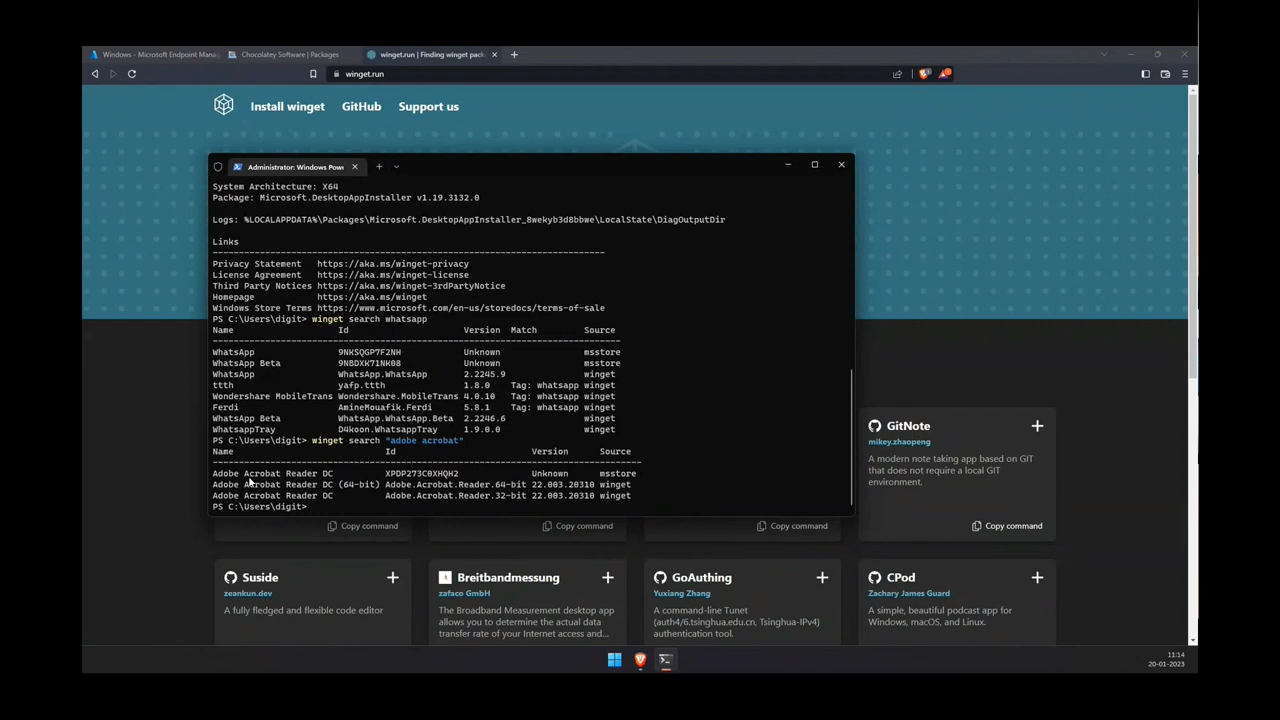 Windows - Microsoft Endpoint Mana
Chocolatey Software | Packages
winget.run | Finding winget pack
winget.run
Install winget GitHub Support us
Administrator: Windows Pow
System Architecture: X64
Package: Microsoft.DesktopAppInstaller v1.19.3132.0
Logs: %LOCALAPPDATA%\Packages\Microsoft.DesktopAppInstaller_8wekyb3d8bbwe\LocalState\DiagOutputDir
Links
Privacy Statement https://aka.ms/winget-privacy
License Agreement https://aka.ms/winget-license
Third Party Notices https://aka.ms/winget-3rdPartyNotice
Homepage https://aka.ms/winget
Windows Store Terms https://www.microsoft.com/en-us/storedocs/terms-of-sale
PS C:\Users\digit> winget search whatsapp
Name Id Version Match Source
WhatsApp 9NKSQGP7F2NH Unknown msstore
WhatsApp Beta 9NBDXK71NK08 Unknown msstore
WhatsApp WhatsApp.WhatsApp 2.2245.9 winget
ttth yafp.ttth 1.8.0 Tag: whatsapp winget
Wondershare MobileTrans Wondershare.MobileTrans 4.0.10 Tag: whatsapp winget
Ferdi AmineMouafik.Ferdi 5.8.1 Tag: whatsapp winget
WhatsApp Beta WhatsApp.WhatsApp.Beta 2.2246.6 winget
WhatsappTray D4koon.WhatsappTray 1.9.0.0 winget
PS C:\Users\digit> winget search "adobe acrobat"
Name Id Version Source
Adobe Acrobat Reader DC XPDP273C0XHQH2 Unknown msstore
Adobe Acrobat Reader DC (64-bit) Adobe.Acrobat.Reader.64-bit 22.003.20310 winget
Adobe Acrobat Reader DC Adobe.Acrobat.Reader.32-bit 22.003.20310 winget
PS C:\Users\digit>
Copy command Copy command Copy command
GitNote
mikey.zhaopeng
A modern note taking app based on GIT
that does not require a local GIT
environment.
Copy command
Suside
zeankun.dev
A fully fledged and flexible code editor
Breitbandmessung
zafaco GmbH
The Broadband Measurement desktop app
allows you to determine the actual data
transfer rate of your Internet access and...
GoAuthing
Yuxiang Zhang
A command-line Tunet
(auth4/6.tsinghua.edu.cn, Tsinghua-IPv4)
authentication tool.
CPod
Zachary James Guard
A simple, beautiful podcast app for
Windows, macOS, and Linux.
11:14
20-01-2023